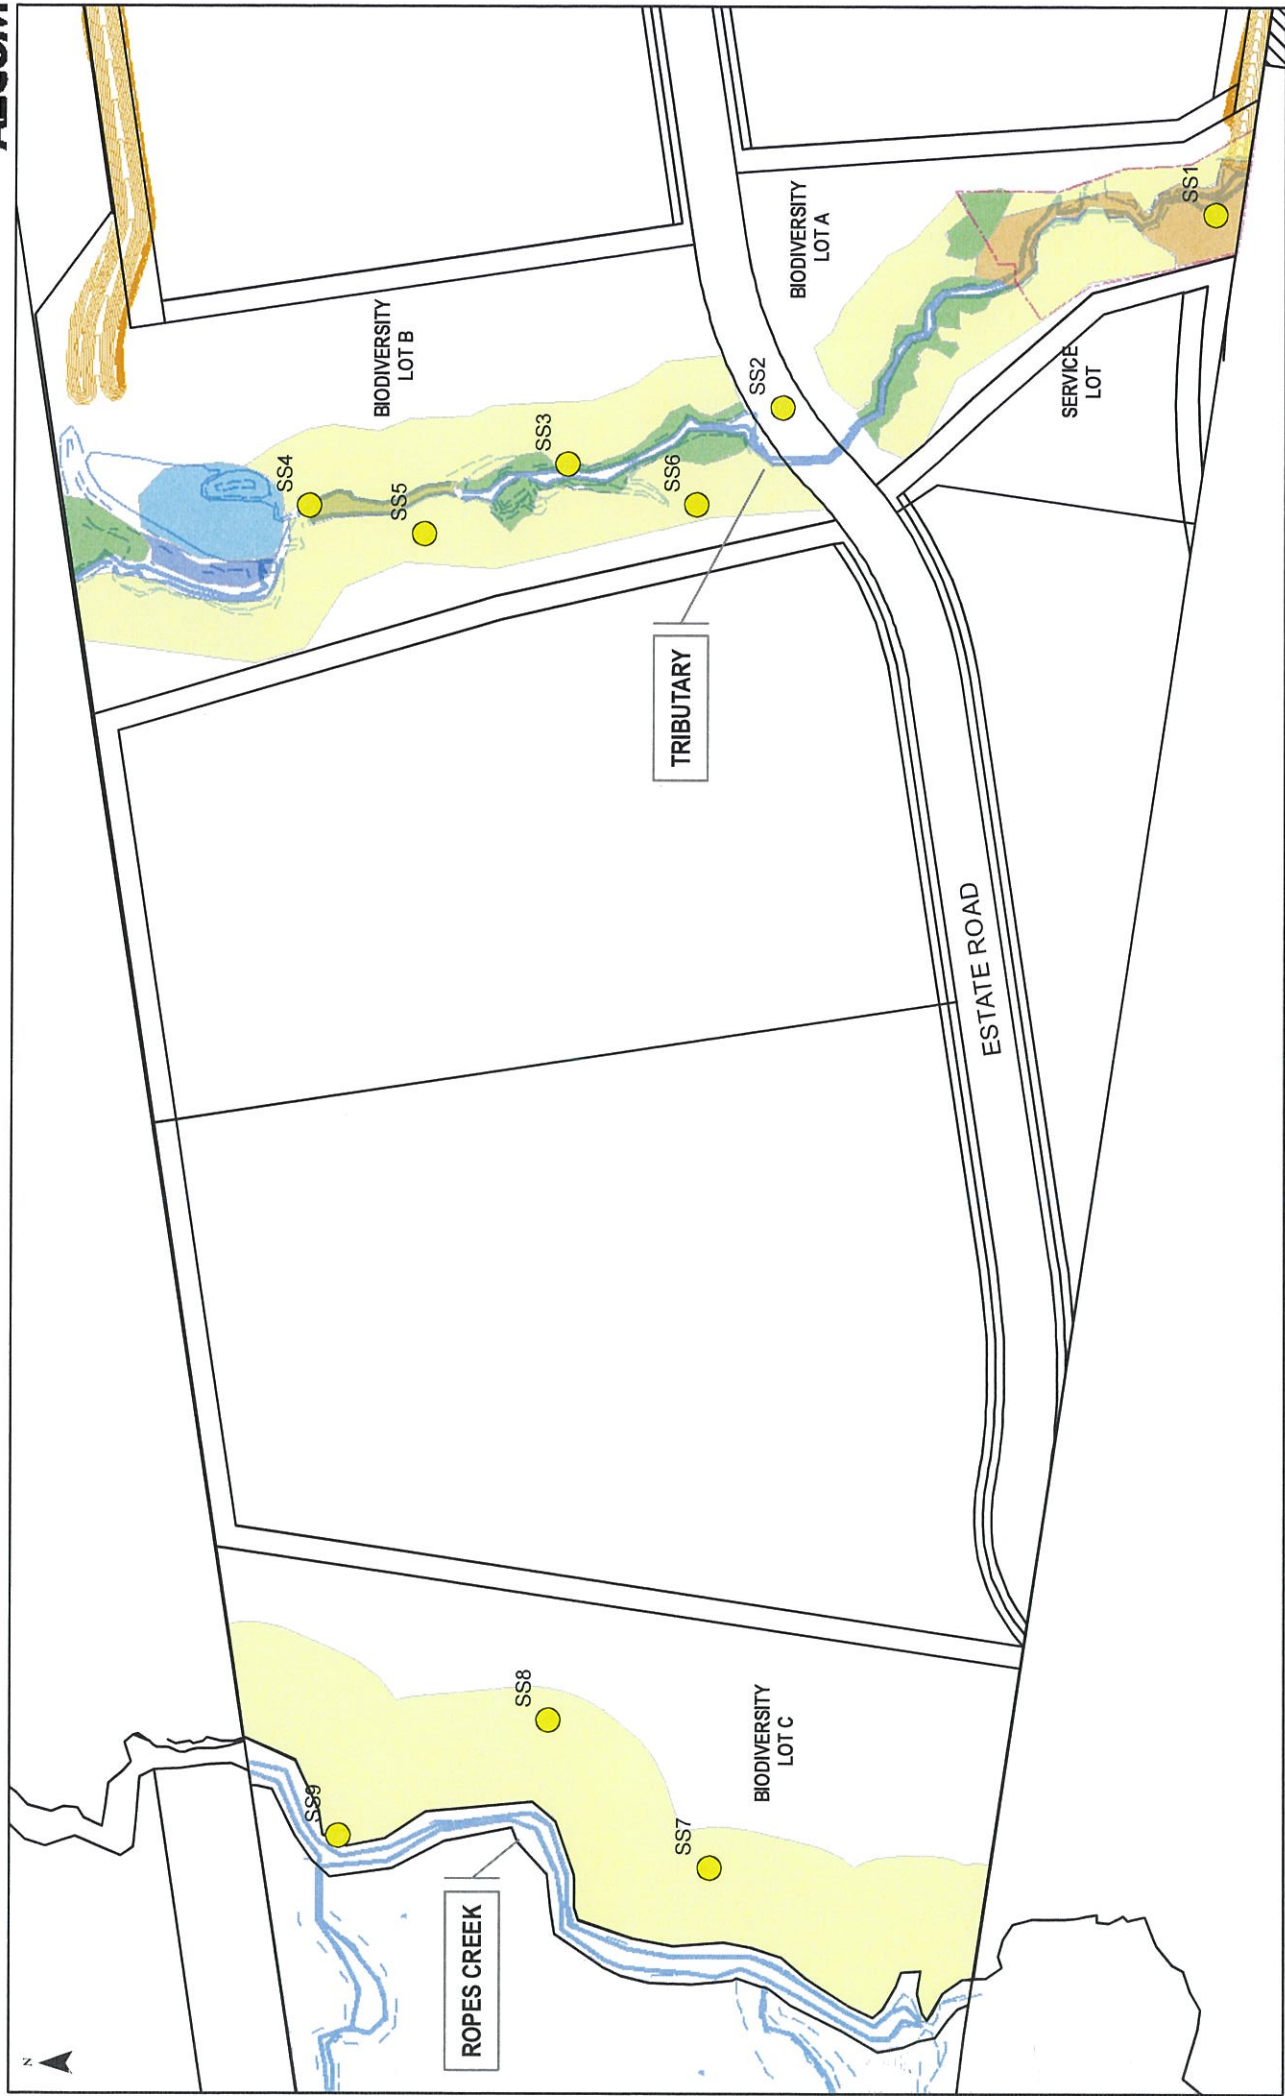 AECOM
N
SS1
BIODIVERSITY
LOT A
SERVICE
LOT
SS2
BIODIVERSITY
LOT B
SS3
SS4
SS5
SS6
TRIBUTARY
ESTATE ROAD
SS8
BIODIVERSITY
LOT C
SS9
SS7
ROPES CREEK